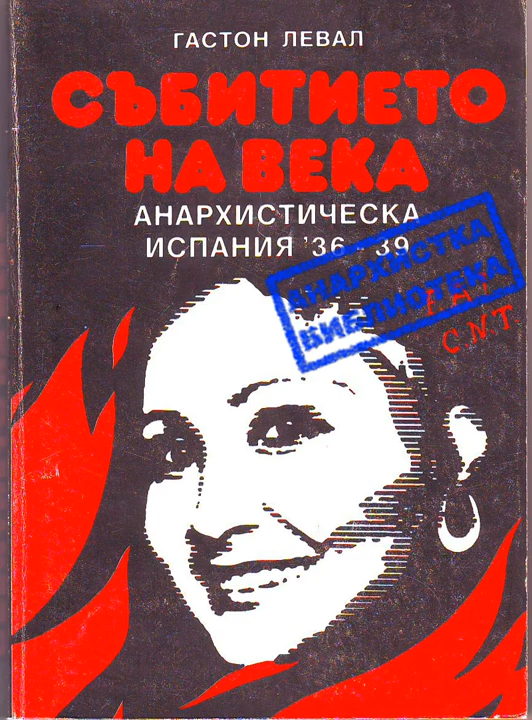 ГАСТОН ЛЕВАЛ
СЪБИТИЕТО
НА ВЕКА
АНАРХИСТИЧЕСКА
ИСПАНИЯ '36 - 39
АНАРХИСТКА
БИБЛИОТЕКА
F.A.I
C.N.T